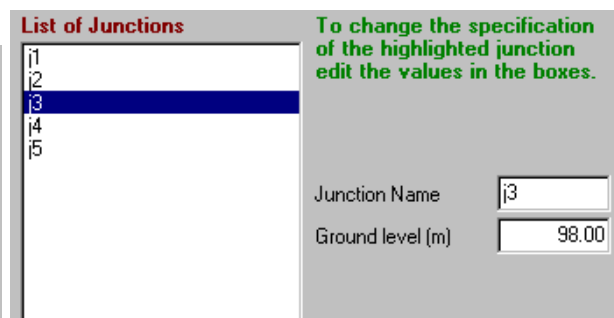 List of Junctions
j1
j2
j3
j4
j5
To change the specification
of the highlighted junction
edit the values in the boxes.
Junction Name
j3
Ground level (m)
98.00